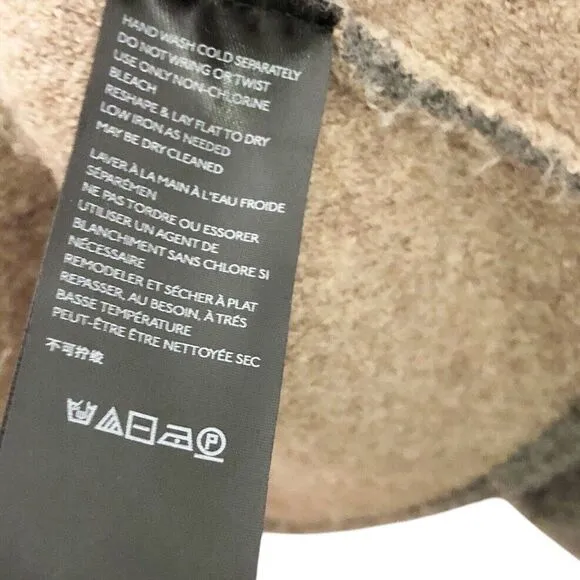 HAND WASH COLD SEPARATELY
DO NOT WRING OR TWIST
USE ONLY NON-CHLORINE
BLEACH
RESHAPE & LAY FLAT TO DRY
LOW IRON AS NEEDED
MAY BE DRY CLEANED
LAVER À LA MAIN À L'EAU FROIDE
SÉPARÉMEN
NE PAS TORDRE OU ESSORER
UTILISER UN AGENT DE
BLANCHIMENT SANS CHLORE SI
NÉCESSAIRE
REMODELER ET SÉCHER À PLAT
REPASSER, AU BESOIN, À TRÉS
BASSE TEMPÉRATURE
PEUT-ÊTRE ÊTRE NETTOYÉE SEC
不可拧绞
P